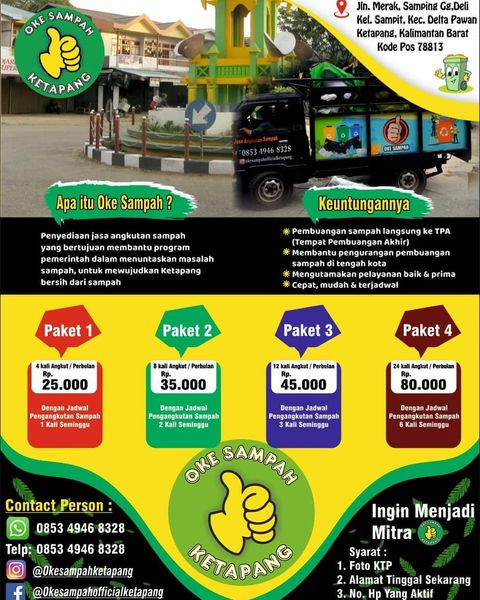 OKE SAMPAH
KETAPANG
Jln. Merak, Samping Gg,Deli
Kel. Sampit, Kec. Delta Pawan
Ketapang, Kalimantan Barat
Kode Pos 78813
Jasa Angkutan Sampah
0853 4946 8328
OKE SAMPAH
Apa itu Oke Sampah ?
Penyediaan jasa angkutan sampah
yang bertujuan membantu program
pemerintah dalam menuntaskan masalah
sampah, untuk mewujudkan Ketapang
bersih dari sampah
Keuntungannya
Pembuangan sampah langsung ke TPA
(Tempat Pembuangan Akhir)
Membantu pengurangan pembuangan
sampah di tengah kota
Mengutamakan pelayanan baik & prima
Cepat, mudah & terjadwal
Paket 1
4 kali Angkut / Perbulan
Rp.
25.000
Dengan Jadwal
Pengangkutan Sampah
1 Kali Seminggu
Paket 2
8 kali Angkut / Perbulan
Rp.
35.000
Dengan Jadwal
Pengangkutan Sampah
2 Kali Seminggu
Paket 3
12 kali Angkut / Perbulan
Rp.
45.000
Dengan Jadwal
Pengangkutan Sampah
3 Kali Seminggu
Paket 4
24 kali Angkut / Perbulan
Rp.
80.000
Dengan Jadwal
Pengangkutan Sampah
6 Kali Seminggu
OKE SAMPAH
KETAPANG
Contact Person :
0853 4946 8328
Telp: 0853 4946 8328
@Okesampahketapang
@Okesampahofficialketapang
Ingin Menjadi
Mitra
Syarat :
1. Foto KTP
2. Alamat Tinggal Sekarang
3. No. Hp Yang Aktif